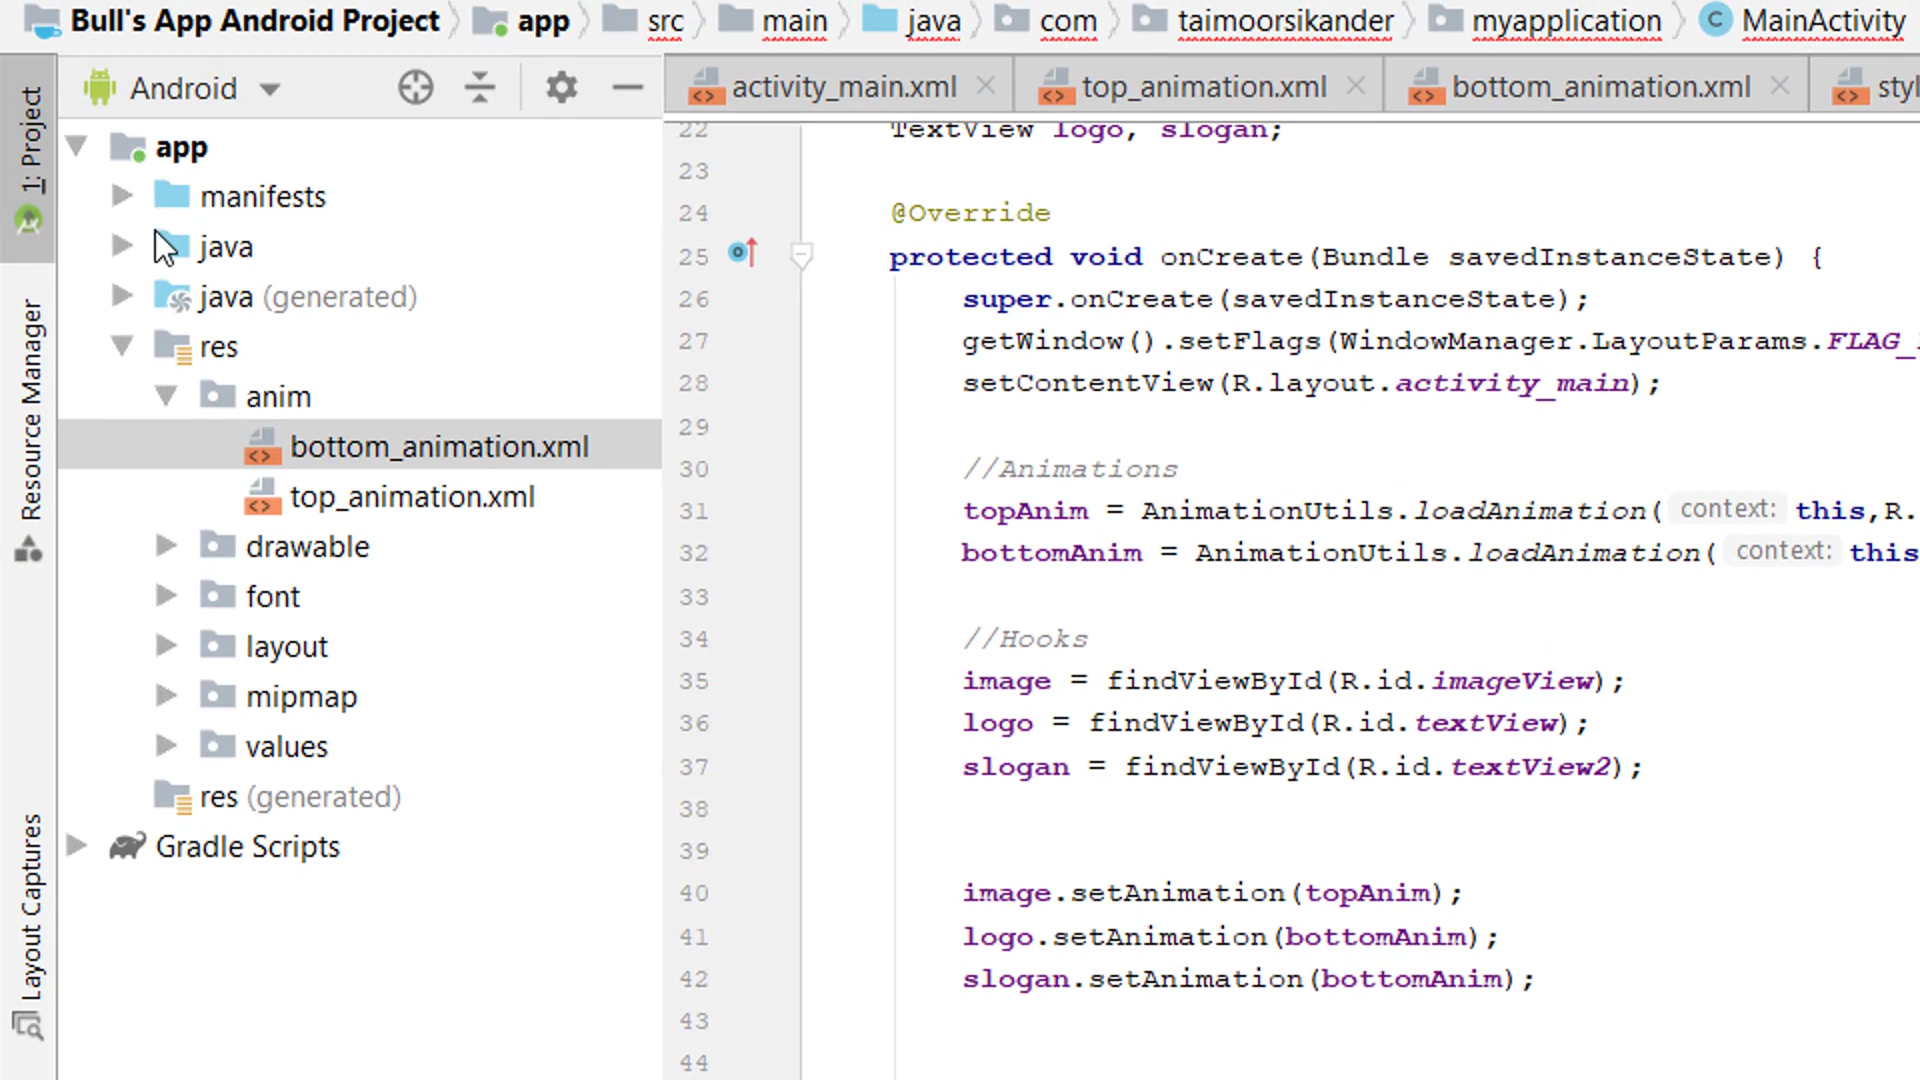 Bull's App Android Project app src main java com taimoorsikander myapplication MainActivity
1: Project
Resource Manager
Layout Captures
Android
app
manifests
java
java (generated)
res
anim
bottom_animation.xml
top_animation.xml
drawable
font
layout
mipmap
values
res (generated)
Gradle Scripts
activity_main.xml top_animation.xml bottom_animation.xml styl
22 TextView logo, slogan;
23
24 @Override
25 protected void onCreate(Bundle savedInstanceState) {
26 super.onCreate(savedInstanceState);
27 getWindow().setFlags(WindowManager.LayoutParams.FLAG_
28 setContentView(R.layout.activity_main);
29
30 //Animations
31 topAnim = AnimationUtils.loadAnimation( context: this,R.
32 bottomAnim = AnimationUtils.loadAnimation( context: this
33
34 //Hooks
35 image = findViewById(R.id.imageView);
36 logo = findViewById(R.id.textView);
37 slogan = findViewById(R.id.textView2);
38
39
40 image.setAnimation(topAnim);
41 logo.setAnimation(bottomAnim);
42 slogan.setAnimation(bottomAnim);
43
44